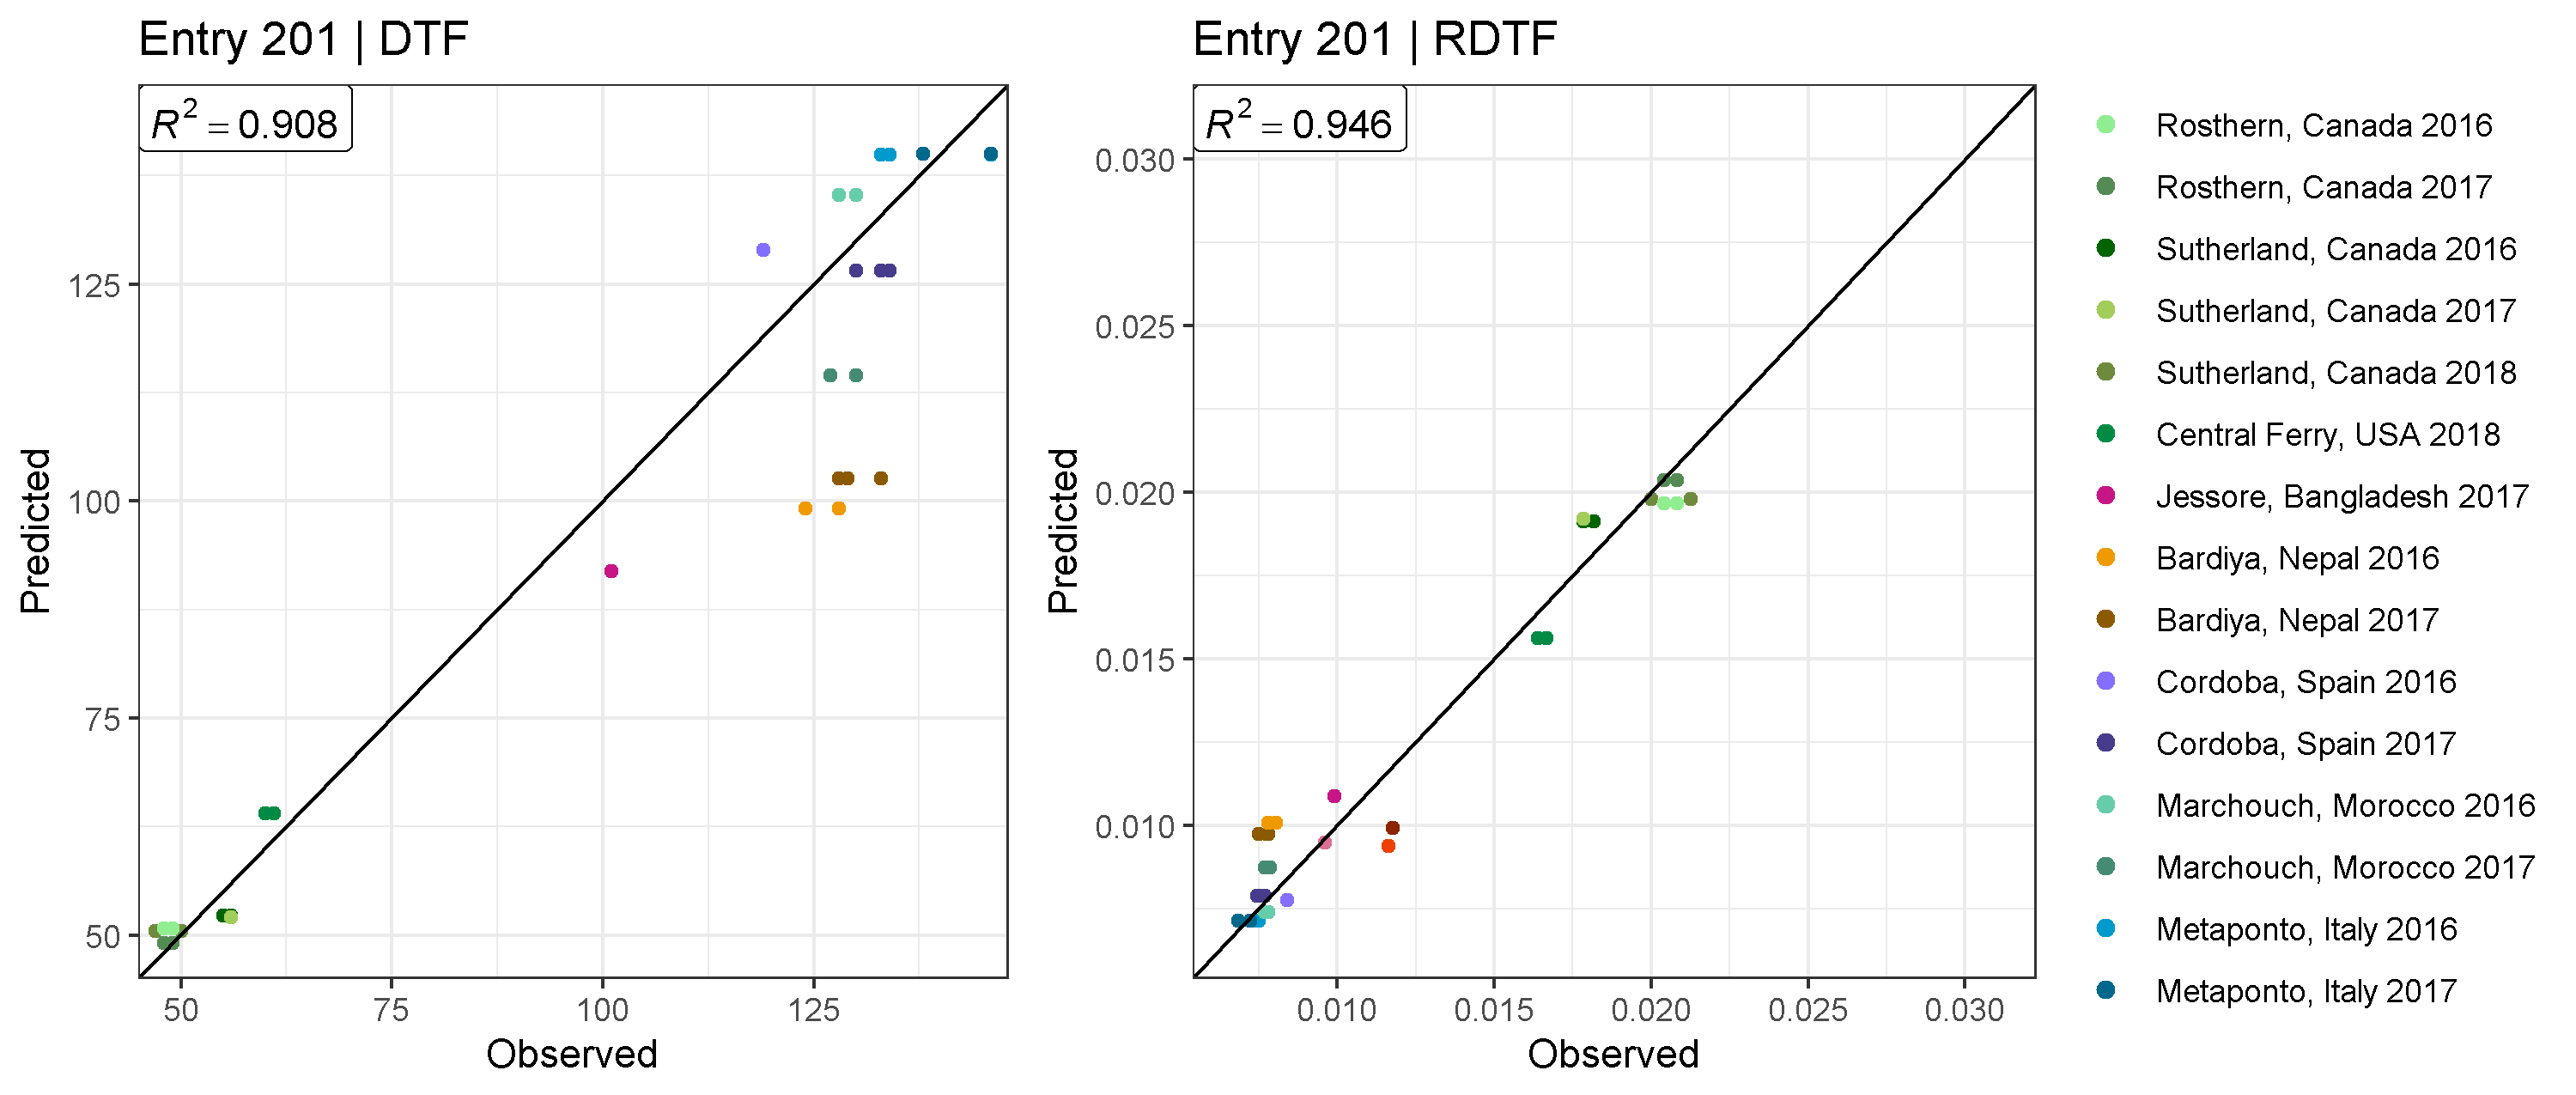 Entry 201 | DTF
R² = 0.908
125
100
75
50
50 75 100 125
Observed
Predicted
Entry 201 | RDTF
R² = 0.946
0.030
0.025
0.020
0.015
0.010
0.010 0.015 0.020 0.025 0.030
Observed
Predicted
Rosthern, Canada 2016
Rosthern, Canada 2017
Sutherland, Canada 2016
Sutherland, Canada 2017
Sutherland, Canada 2018
Central Ferry, USA 2018
Jessore, Bangladesh 2017
Bardiya, Nepal 2016
Bardiya, Nepal 2017
Cordoba, Spain 2016
Cordoba, Spain 2017
Marchouch, Morocco 2016
Marchouch, Morocco 2017
Metaponto, Italy 2016
Metaponto, Italy 2017